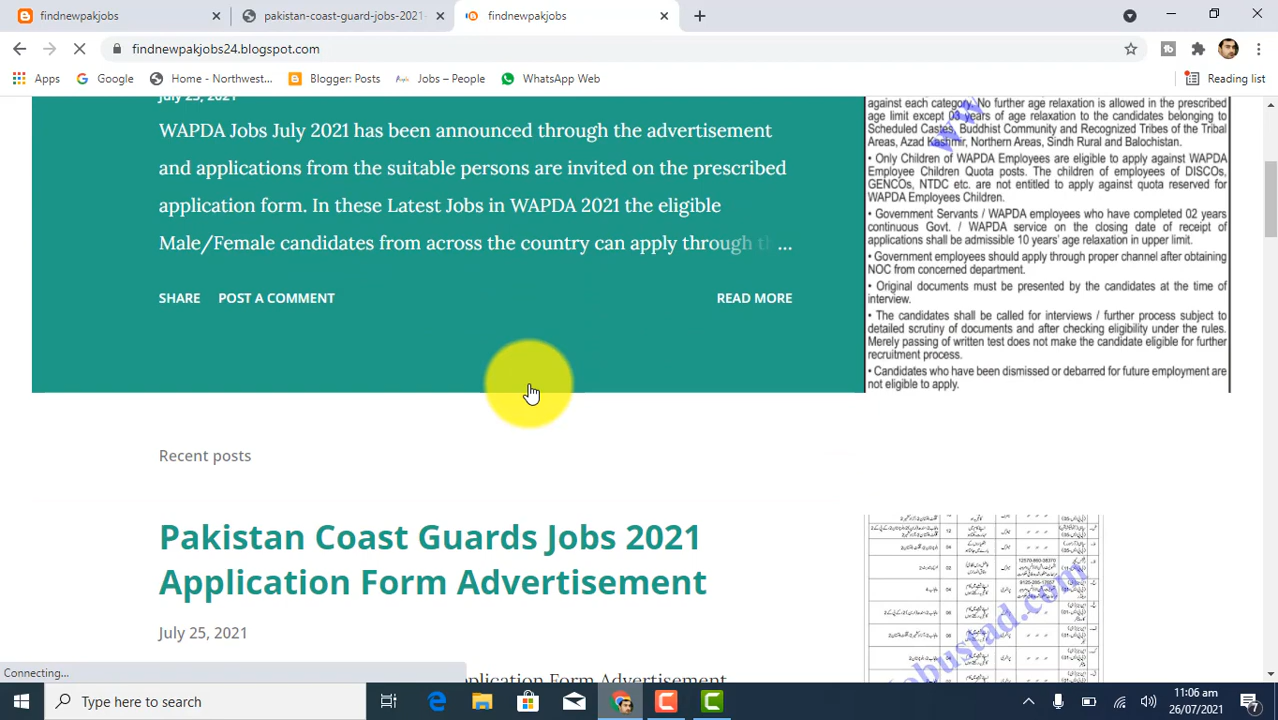 findnewpakjobs
pakistan-coast-guard-jobs-2021-
findnewpakjobs
findnewpakjobs24.blogspot.com
Apps
Google
Home - Northwest...
Blogger: Posts
Jobs – People
WhatsApp Web
Reading list
July 25, 2021
WAPDA Jobs July 2021 has been announced through the advertisement
and applications from the suitable persons are invited on the prescribed
application form. In these Latest Jobs in WAPDA 2021 the eligible
Male/Female candidates from across the country can apply through th ...
SHARE POST A COMMENT READ MORE
against each category. No further age relaxation is allowed in the prescribed
age limit except 03 years of age relaxation to the candidates belonging to
Scheduled Castes, Buddhist Community and Recognized Tribes of the Tribal
Areas, Azad Kashmir, Northern Areas, Sindh Rural and Balochistan.
• Only Children of WAPDA Employees are eligible to apply against WAPDA
Employee Children Quota posts. The children of employees of DISCOs,
GENCOs, NTDC etc. are not entitled to apply against quota reserved for
WAPDA Employees Children.
• Government Servants / WAPDA employees who have completed 02 years
continuous Govt. / WAPDA service on the closing date of receipt of
applications shall be admissible 10 years' age relaxation in upper limit.
• Government employees should apply through proper channel after obtaining
NOC from concerned department.
• Original documents must be presented by the candidates at the time of
interview.
• The candidates shall be called for interviews / further process subject to
detailed scrutiny of documents and after checking eligibility under the rules.
Merely passing of written test does not make the candidate eligible for further
recruitment process.
• Candidates who have been dismissed or debarred for future employment are
not eligible to apply.
www
Recent posts
Pakistan Coast Guards Jobs 2021
Application Form Advertisement
July 25, 2021
pplication Form Advertisement
obustad.com
Connecting...
Type here to search
11:06 am
26/07/2021
7